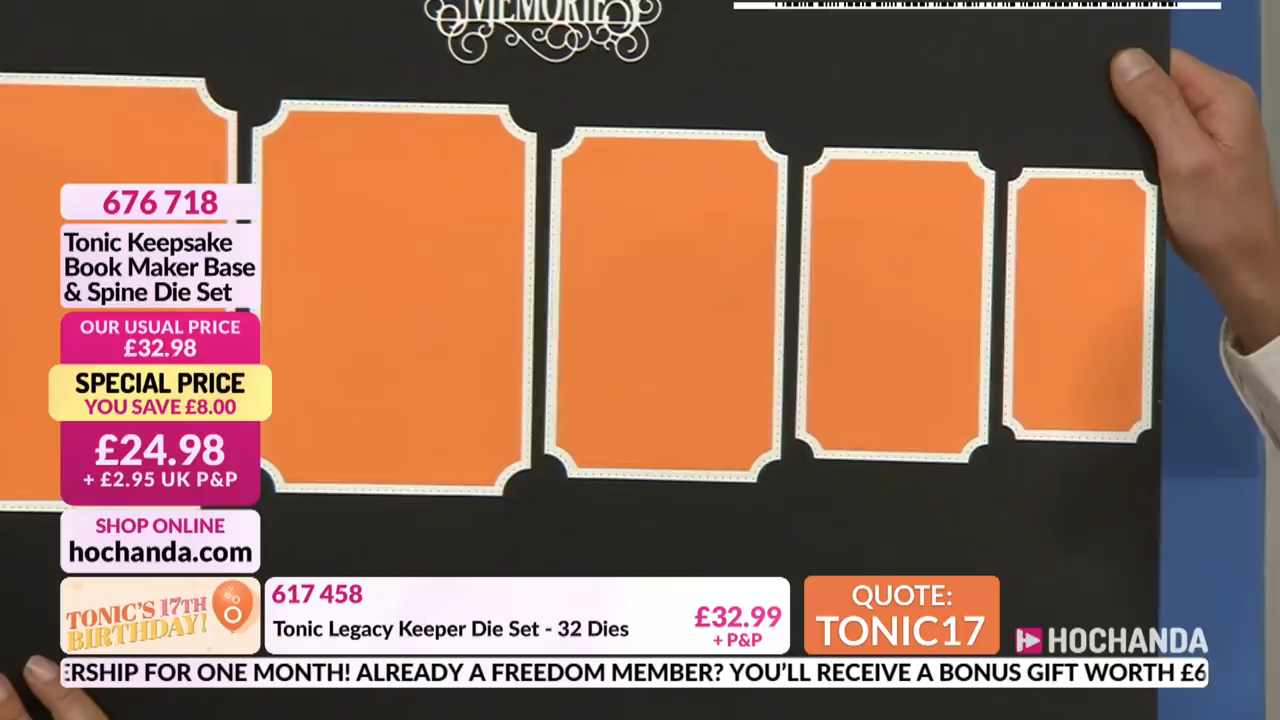 MEMORIES
676 718
Tonic Keepsake
Book Maker Base
& Spine Die Set
OUR USUAL PRICE
£32.98
SPECIAL PRICE
YOU SAVE £8.00
£24.98
+ £2.95 UK P&P
SHOP ONLINE
hochanda.com
TONIC'S 17TH
BIRTHDAY!
617 458
Tonic Legacy Keeper Die Set - 32 Dies
£32.99
+ P&P
QUOTE:
TONIC17
HOCHANDA
ERSHIP FOR ONE MONTH! ALREADY A FREEDOM MEMBER? YOU'LL RECEIVE A BONUS GIFT WORTH £6